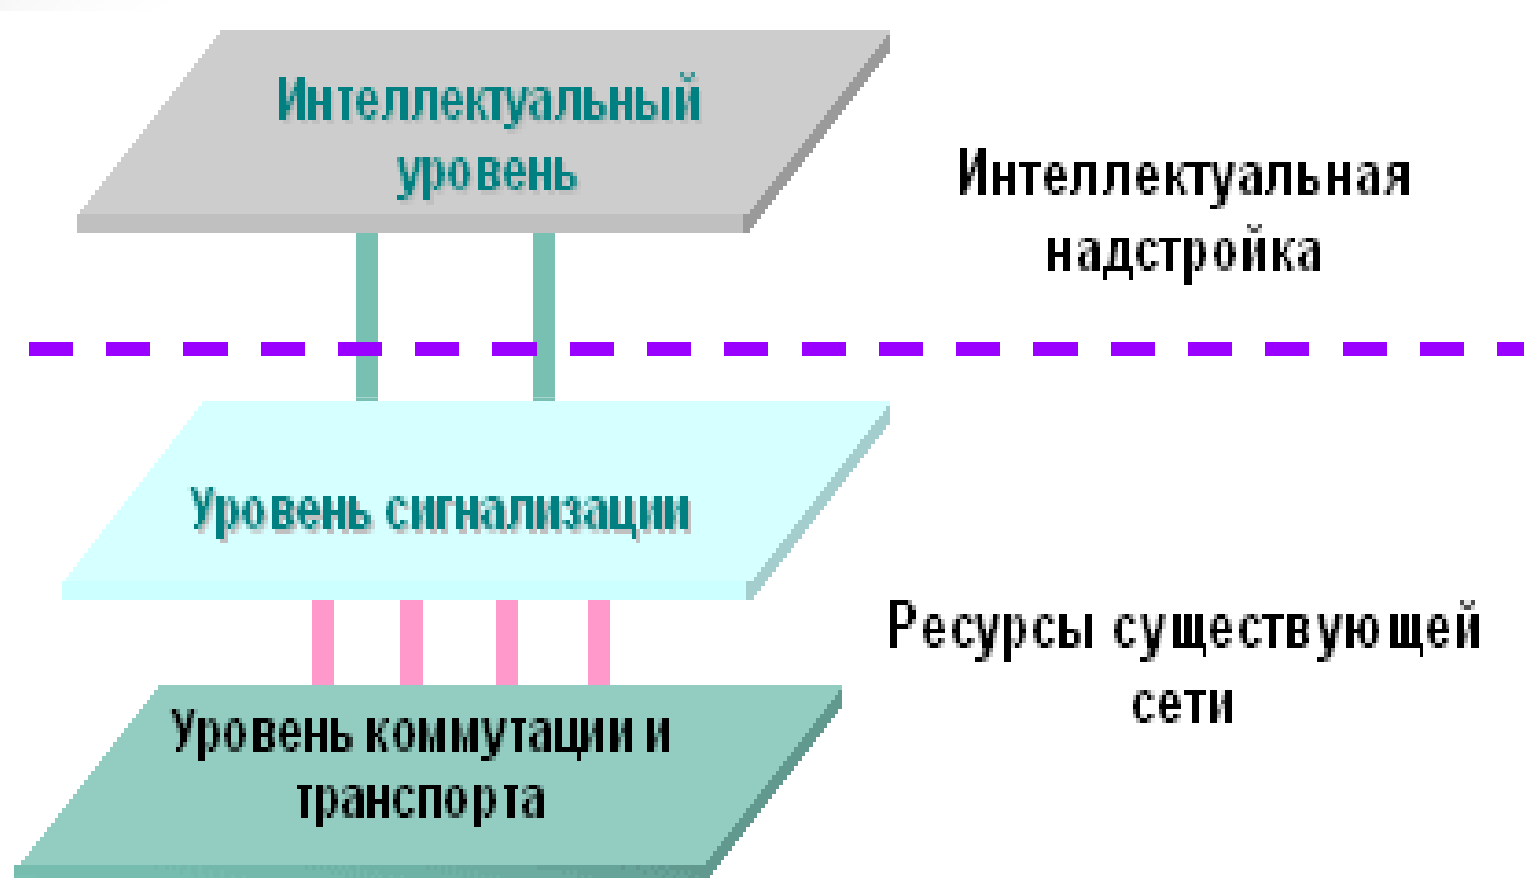 Интеллектуальный
уровень
Интеллектуальная
надстройка
Уровень сигнализации
Ресурсы существующей
сети
Уровень коммутации и
транспорта